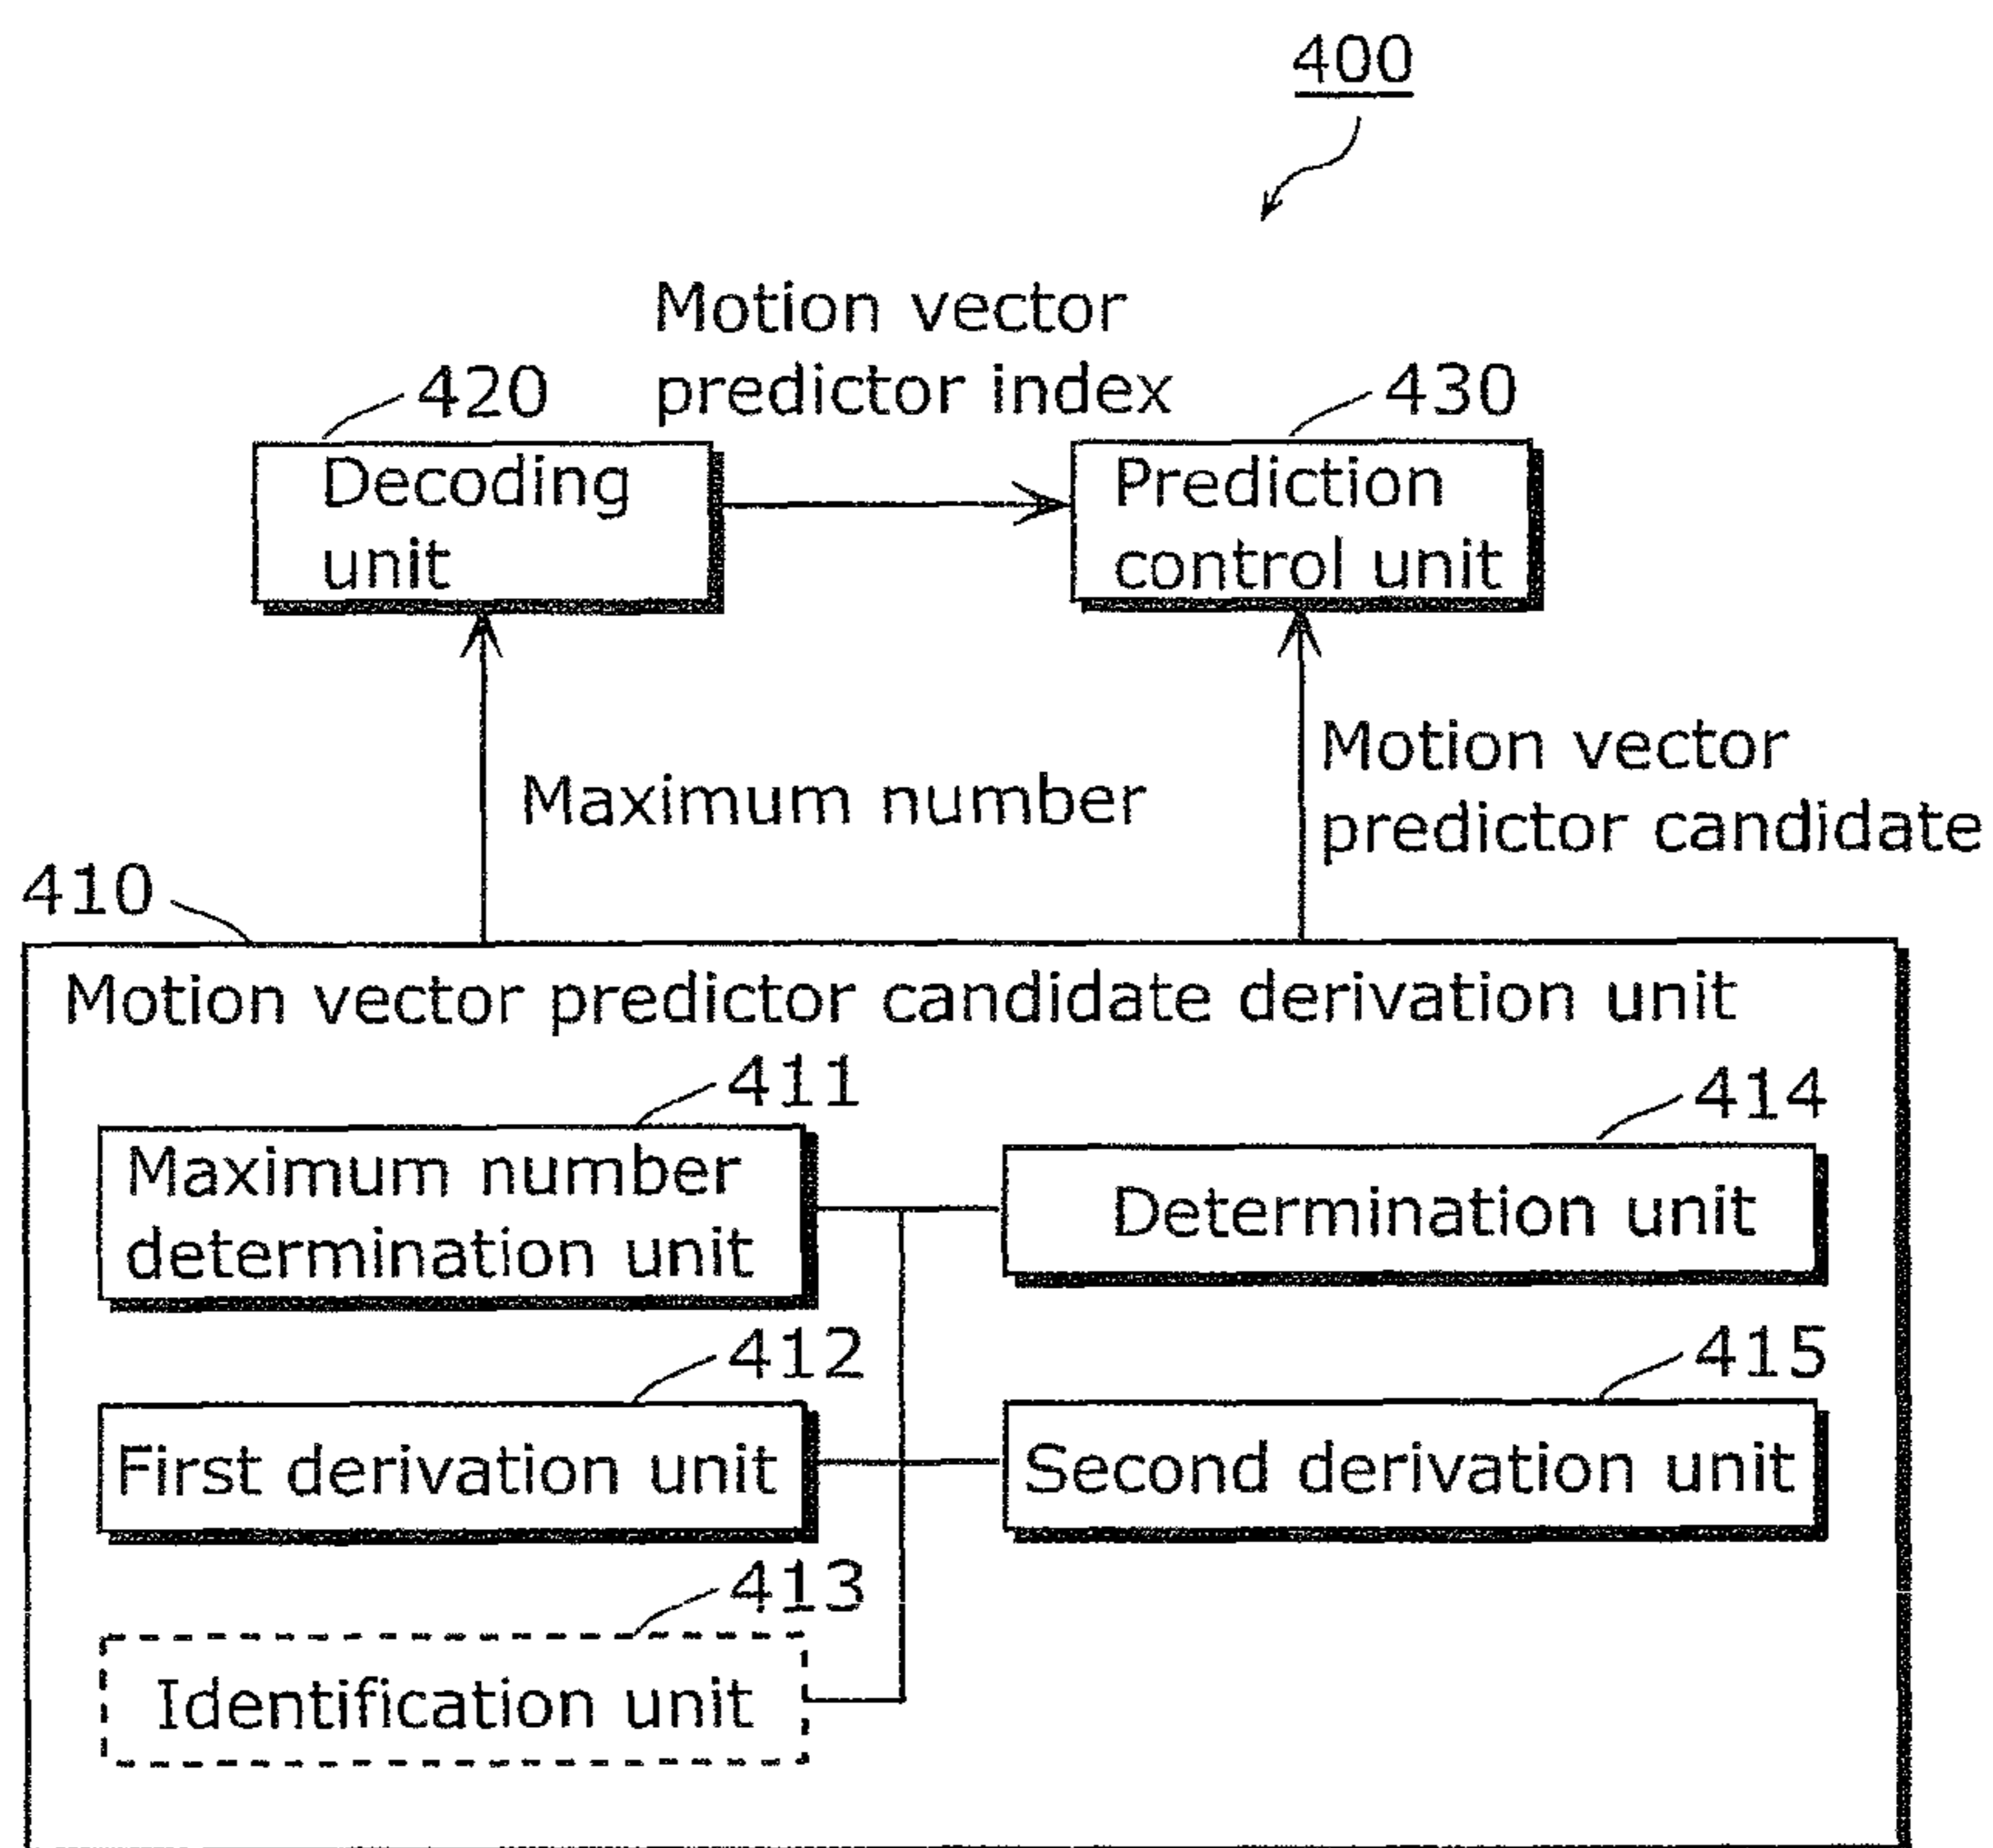 400
Motion vector
predictor index
420
430
Decoding
unit
Prediction
control unit
Maximum number
Motion vector
predictor candidate
410
Motion vector predictor candidate derivation unit
411
414
Maximum number
determination unit
Determination unit
412
415
First derivation unit
Second derivation unit
413
Identification unit